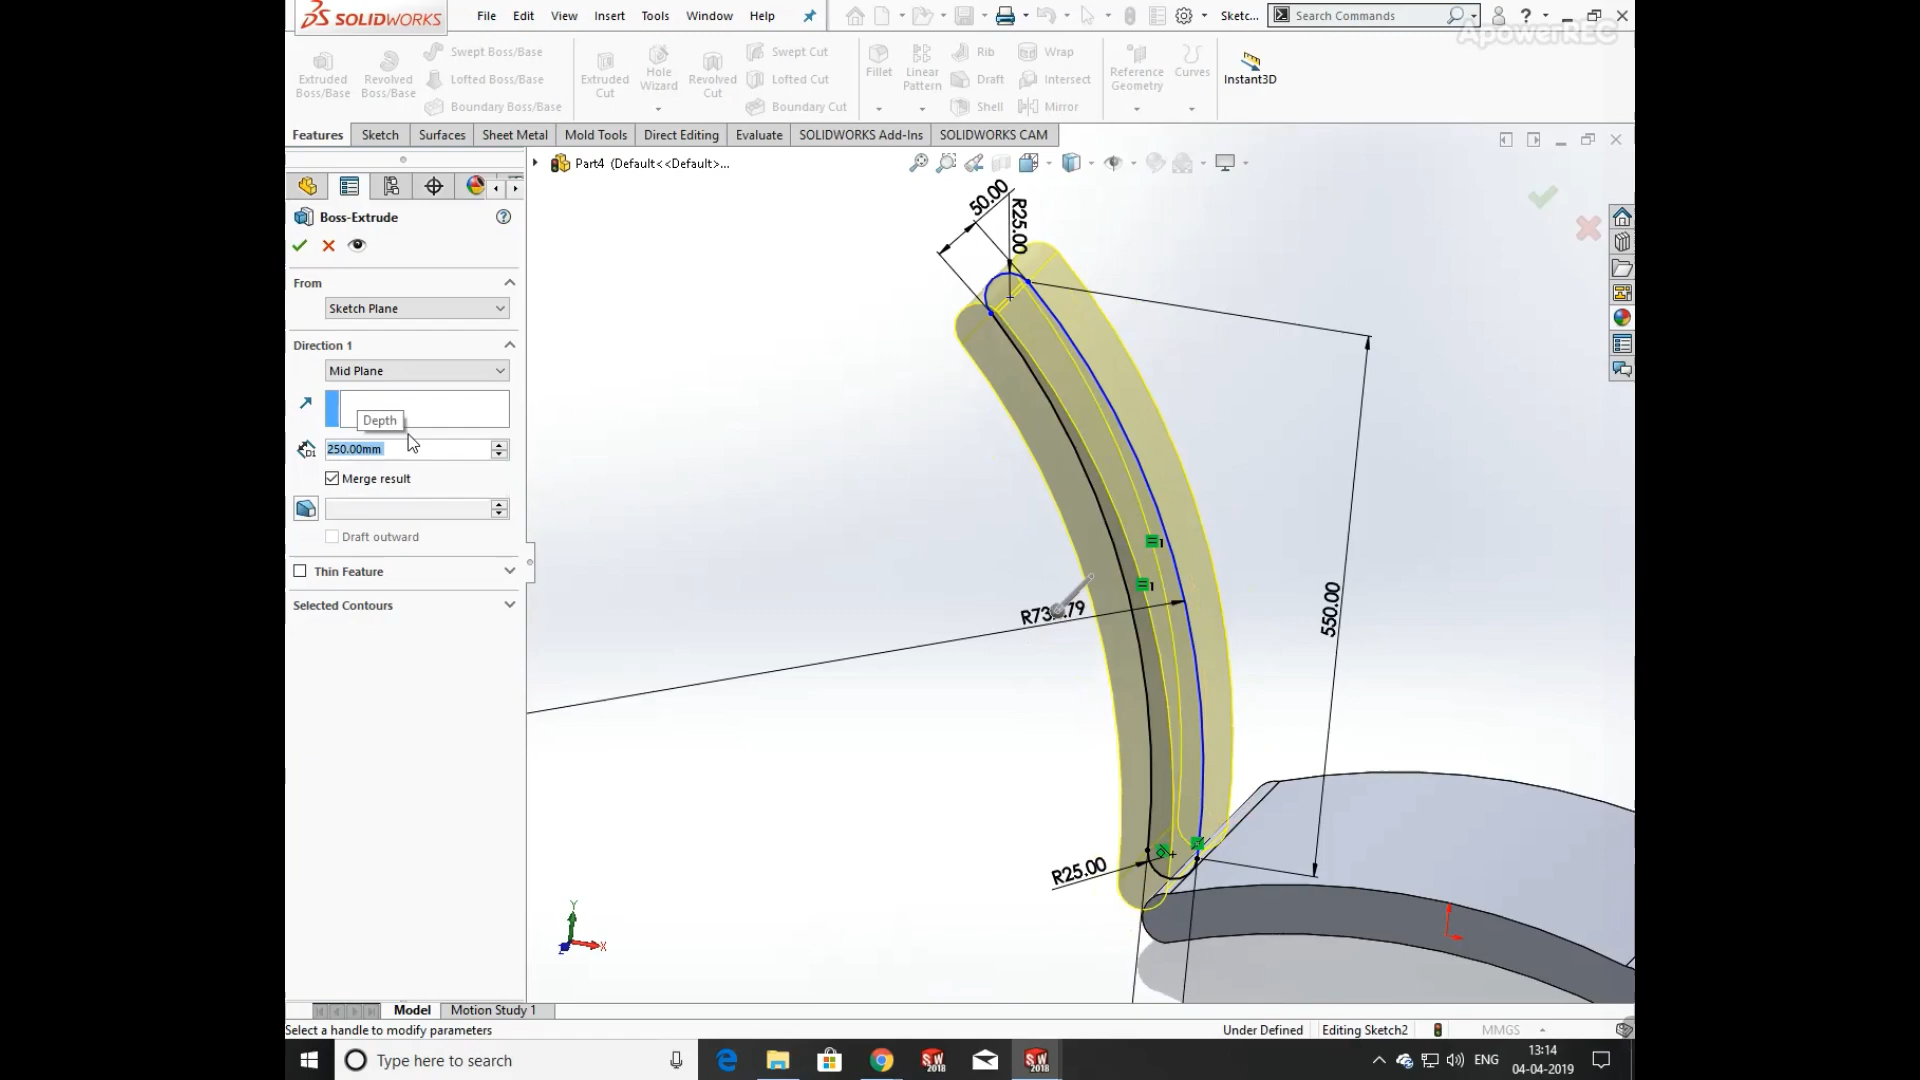 SOLIDWORKS
File Edit View Insert Tools Window Help
Sketc...
Search Commands
ApowerREC
Extruded Boss/Base
Revolved Boss/Base
Swept Boss/Base
Lofted Boss/Base
Boundary Boss/Base
Extruded Cut
Hole Wizard
Revolved Cut
Swept Cut
Lofted Cut
Boundary Cut
Fillet
Linear Pattern
Rib
Draft
Shell
Wrap
Intersect
Mirror
Reference Geometry
Curves
Instant3D
Features Sketch Surfaces Sheet Metal Mold Tools Direct Editing Evaluate SOLIDWORKS Add-Ins SOLIDWORKS CAM
Part4 (Default<<Default>...
Boss-Extrude
From
Sketch Plane
Direction 1
Mid Plane
Depth
250.00mm
Merge result
Draft outward
Thin Feature
Selected Contours
50.00
R25.00
550.00
R25.00
Y
X
Z
Model Motion Study 1
Select a handle to modify parameters
Under Defined
Editing Sketch2
MMGS
Type here to search
SW 2018
SW 2018
ENG
13:14
04-04-2019